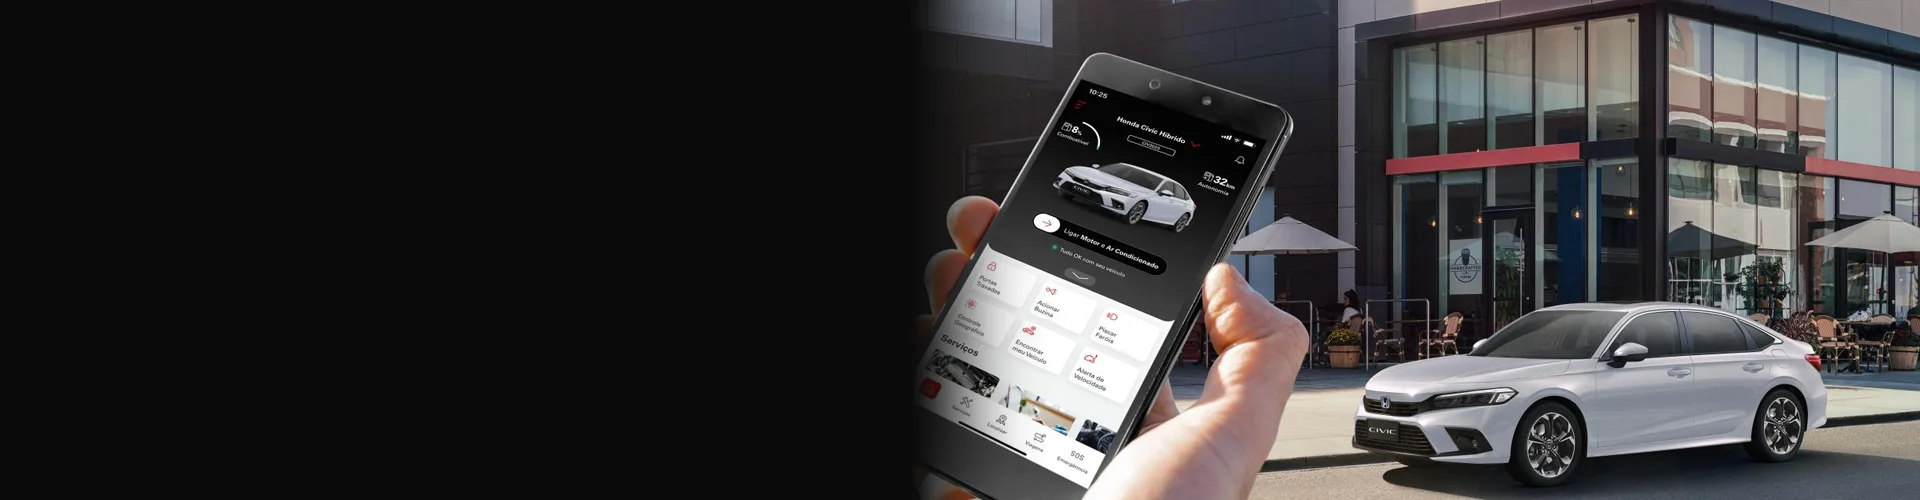 10:25
Honda Civic Híbrido
8%
Combustível
32km
Autonomia
CIVIC
Ligar Motor e Ar Condicionado
Tudo OK com seu veículo
Portas
Travadas
Acionar
Buzina
Piscar
Faróis
Controle
Geográfico
Encontrar
meu Veículo
Alerta de
Velocidade
Serviços
Serviços
Localizar
Viagens
SOS
Emergência
HANDCRAFTED
CIVIC